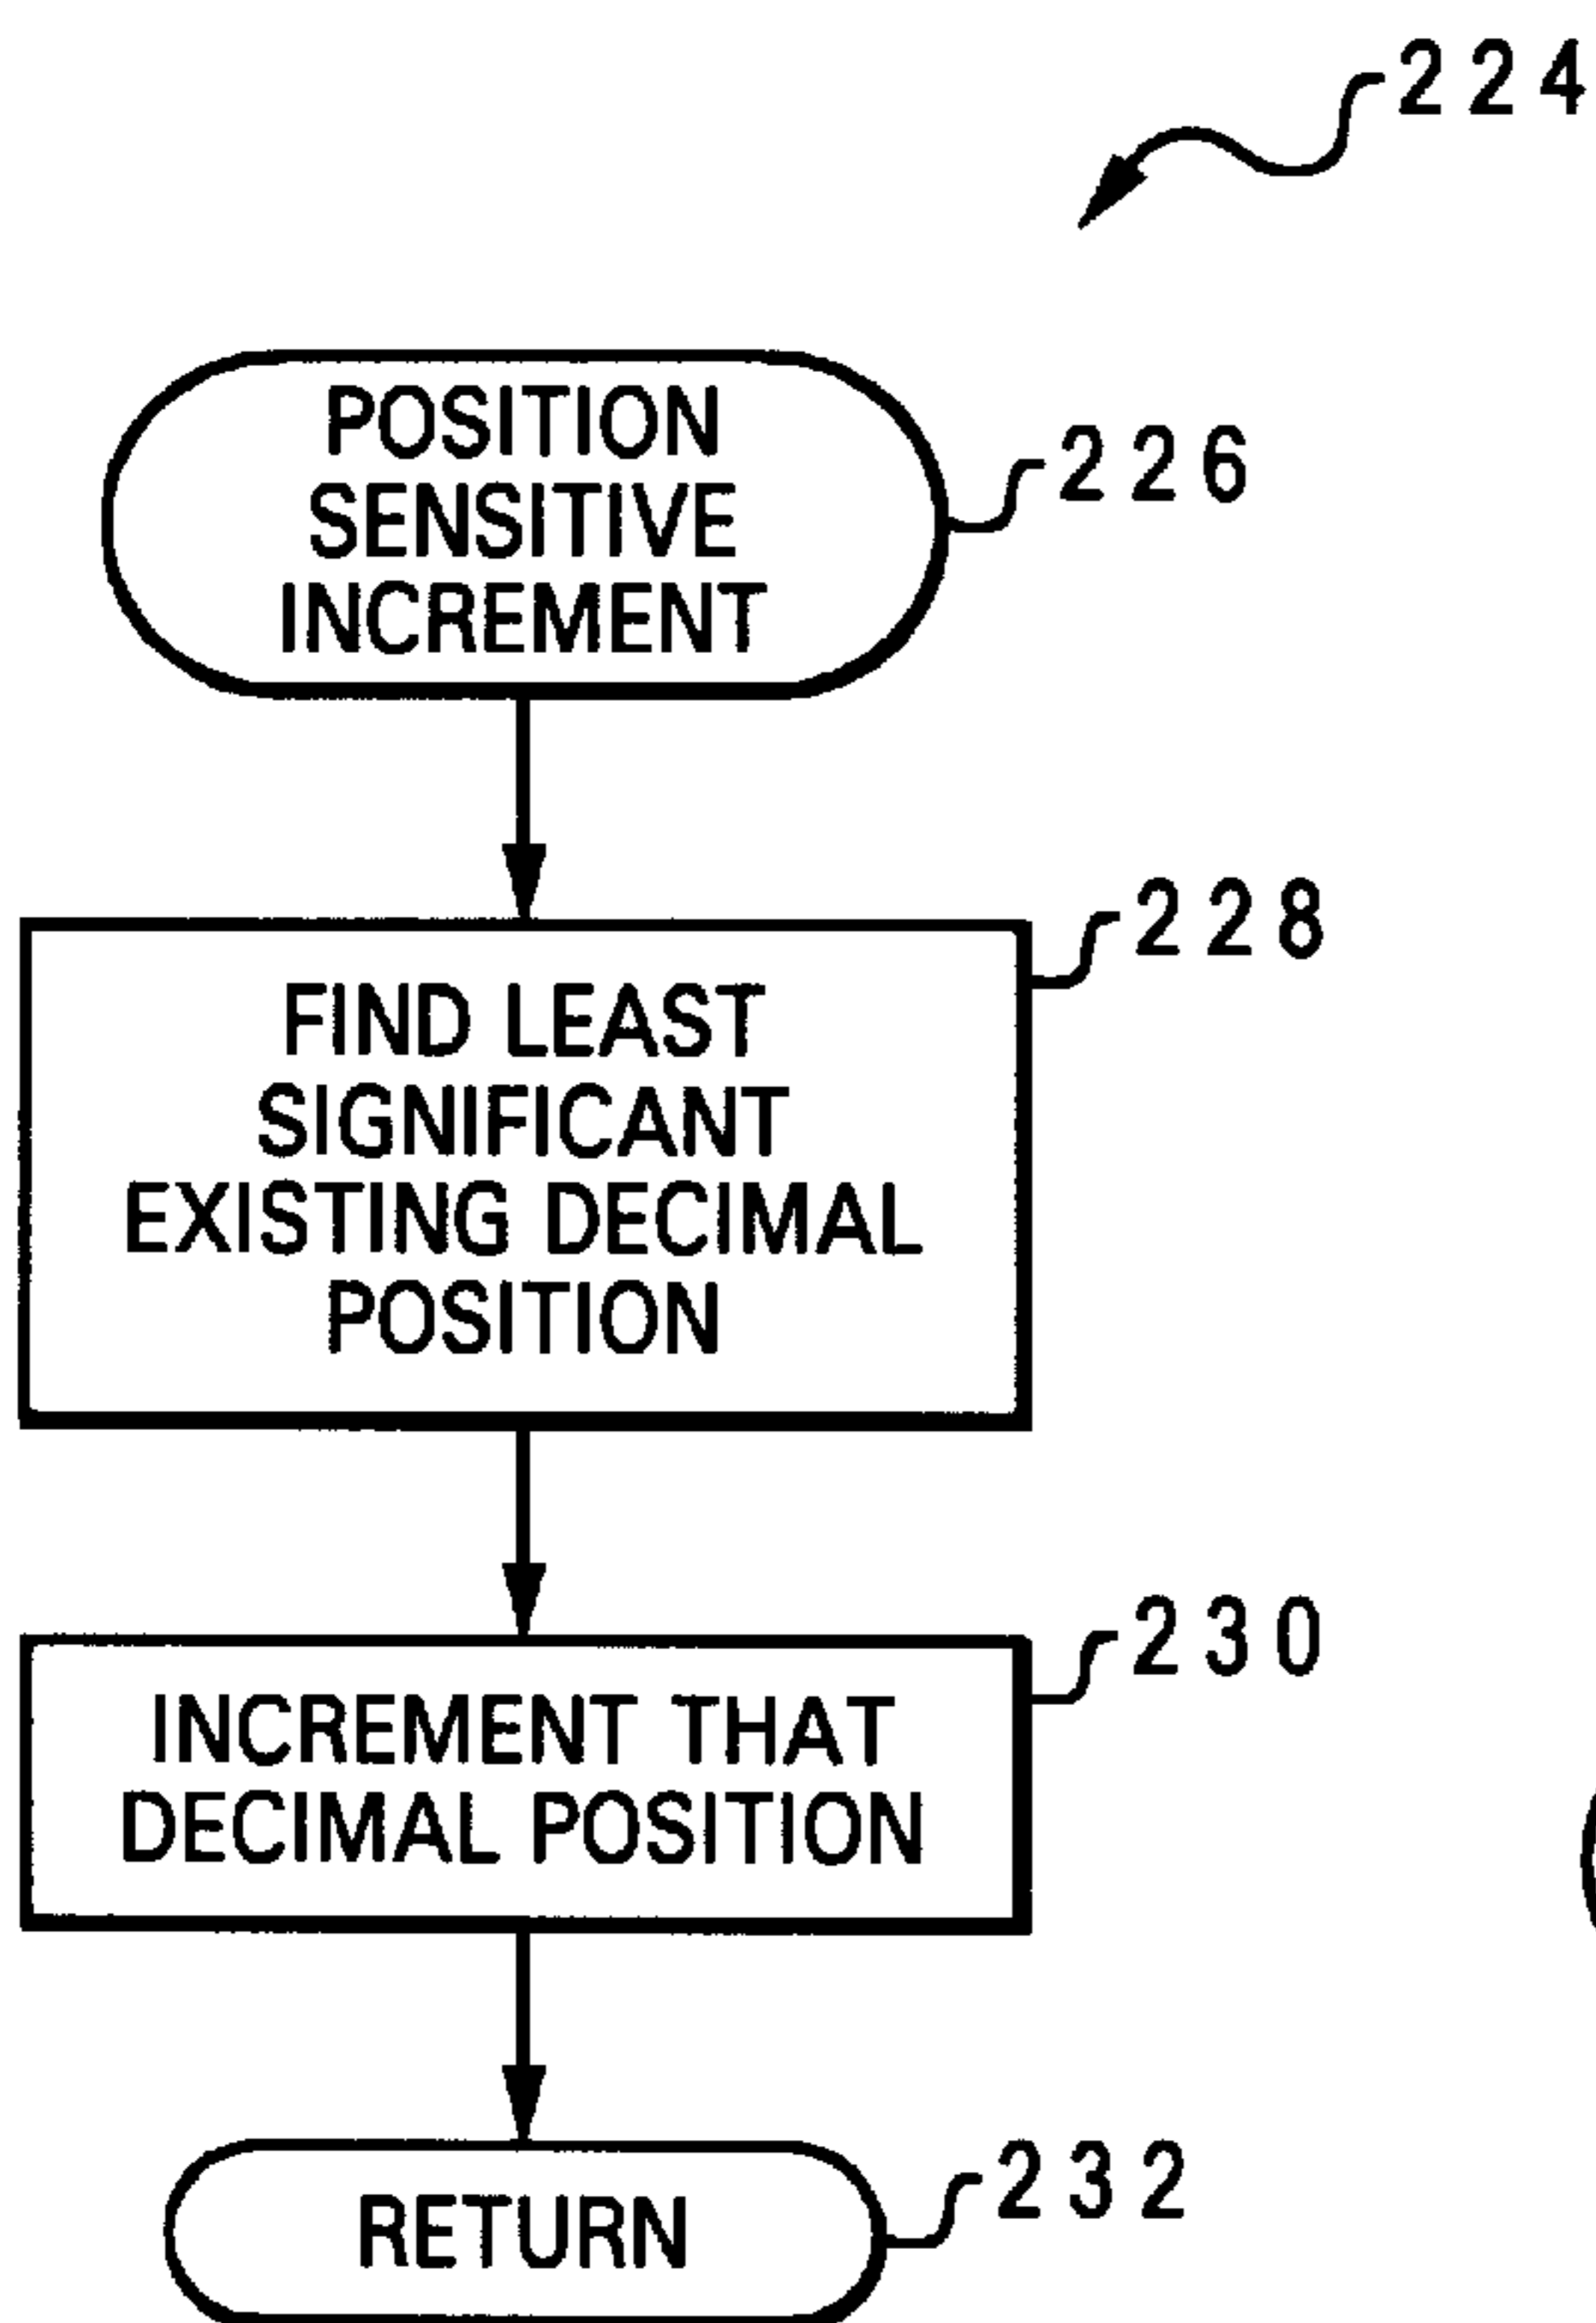 224
POSITION
SENSITIVE
INCREMENT
226
FIND LEAST
SIGNIFICANT
EXISTING DECIMAL
POSITION
228
INCREMENT THAT
DECIMAL POSITION
230
RETURN
232